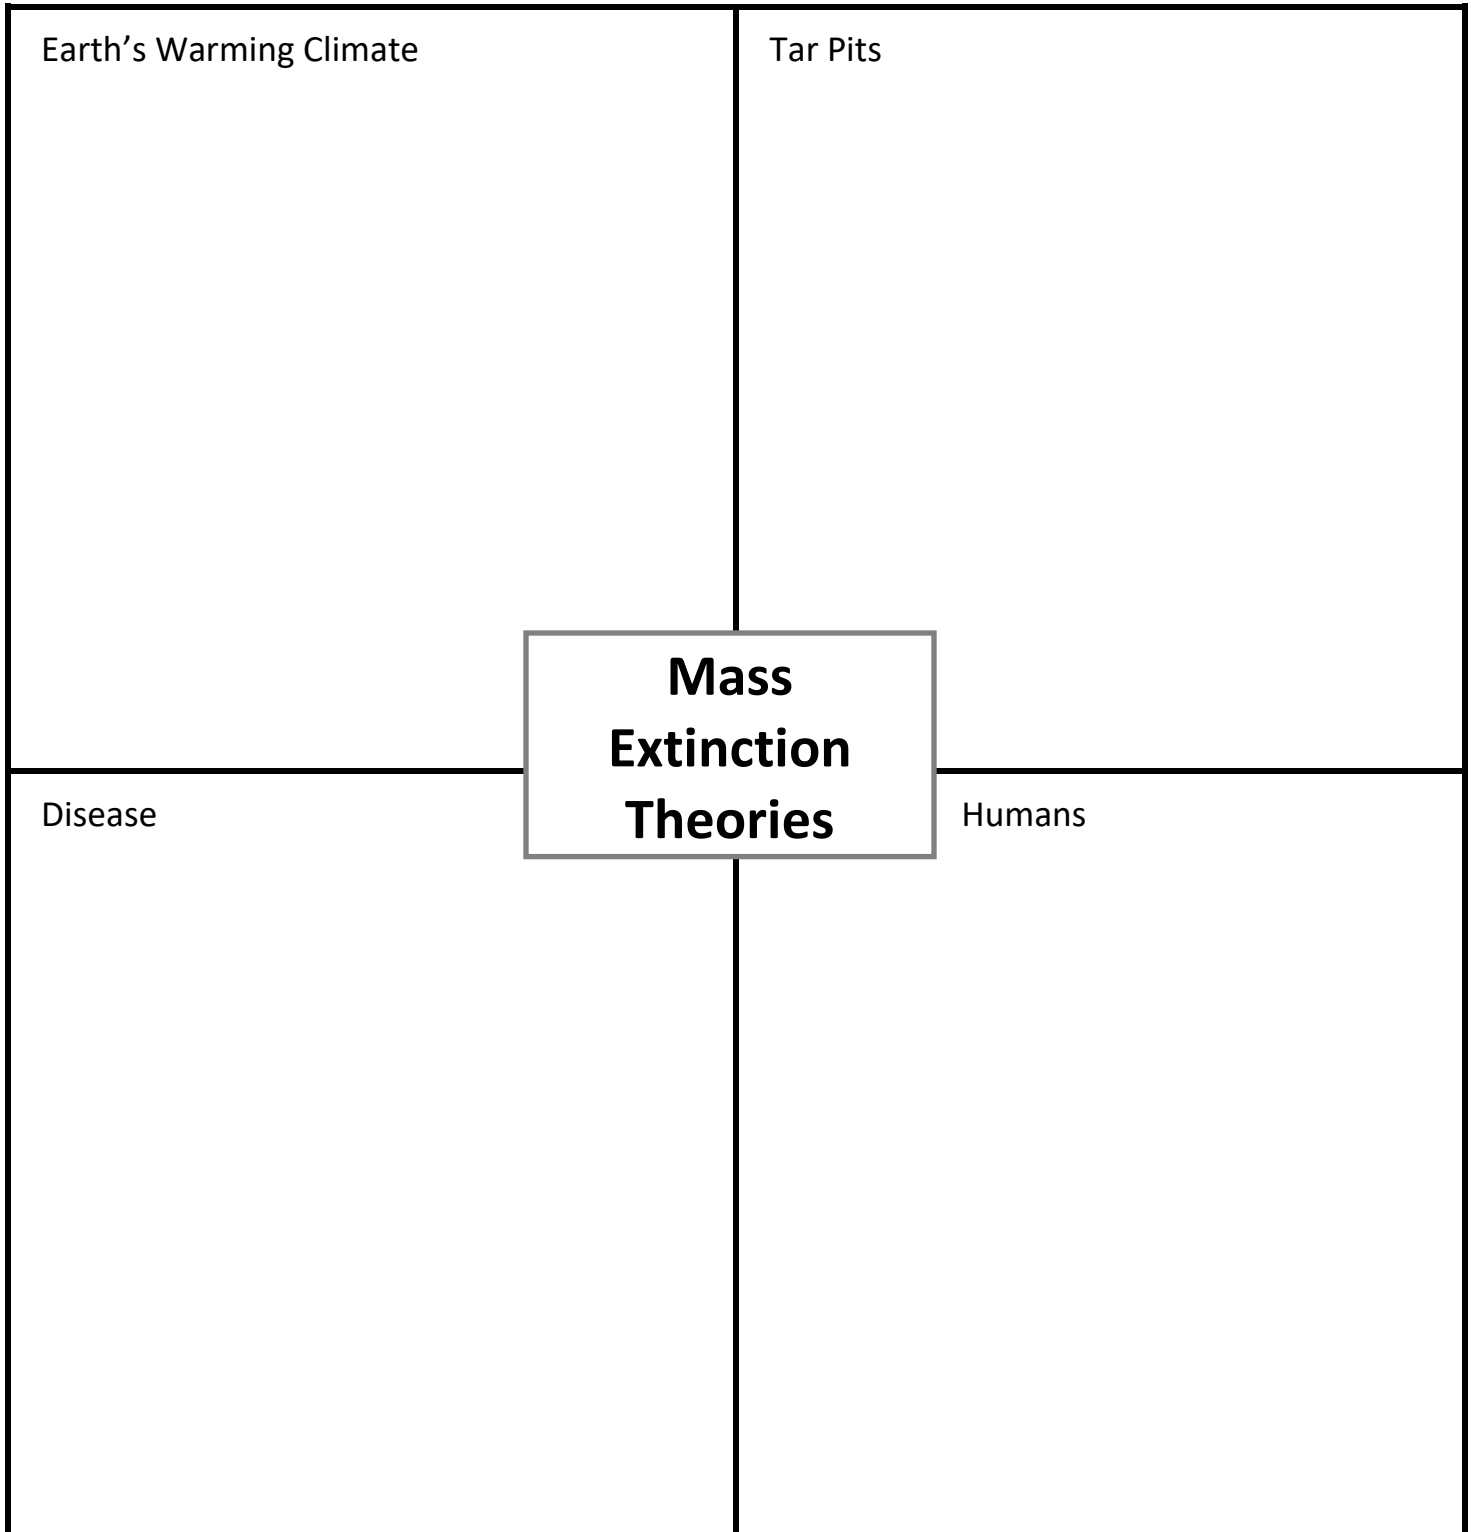 Earth’s Warming Climate
Tar Pits
Mass
Extinction
Theories
Disease
Humans